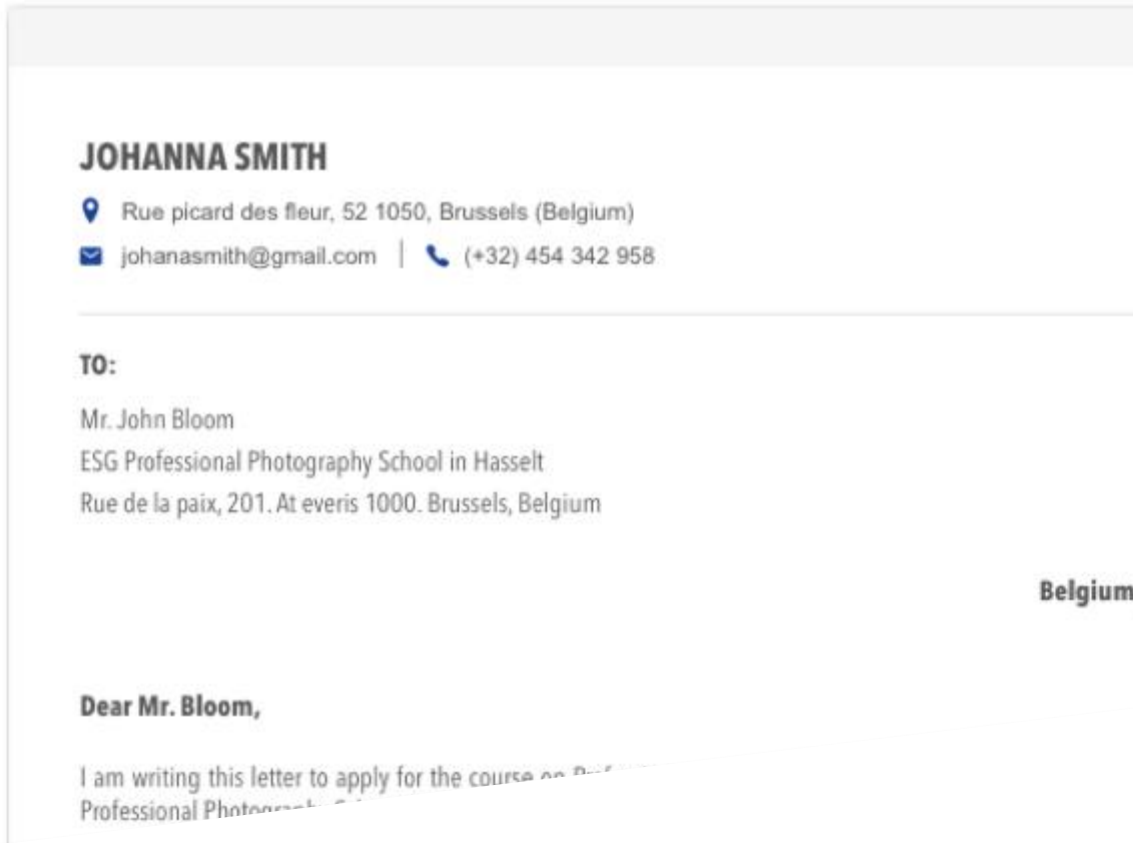 JOHANNA SMITH
Rue picard des fleur, 52 1050, Brussels (Belgium)
johanasmith@gmail.com | (+32) 454 342 958
TO:
Mr. John Bloom
ESG Professional Photography School in Hasselt
Rue de la paix, 201. At everis 1000. Brussels, Belgium
Belgium
Dear Mr. Bloom,
I am writing this letter to apply for the course on
Professional